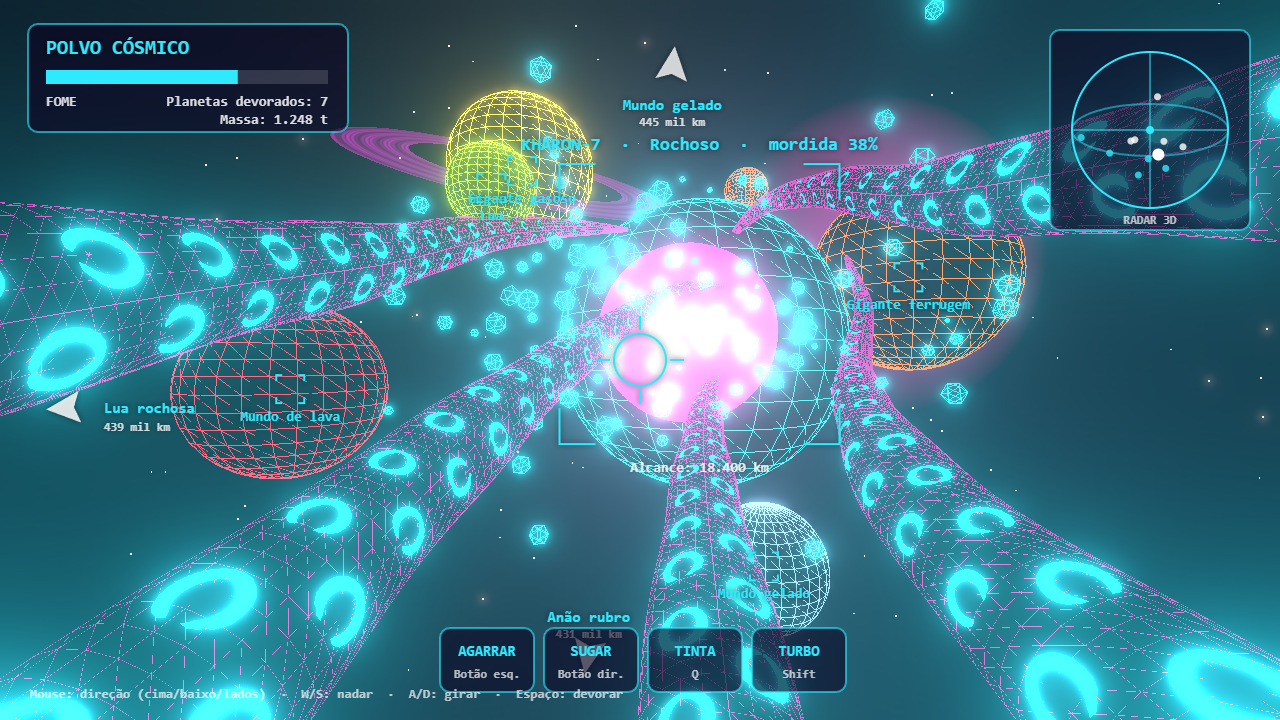 POLVO CÓSMICO
FOME
Planetas devorados: 7
Massa: 1.248 t
Mundo gelado
445 mil km
KHARON-7 · Rochoso · mordida 38%
RADAR 3D
Gigante gasoso
Gigante ferrugem
Lua rochosa
439 mil km
Mundo de lava
Alcance: 18.400 km
Mundo gelado
Anão rubro
431 mil km
AGARRAR
Botão esq.
SUGAR
Botão dir.
TINTA
Q
TURBO
Shift
Mouse: direção (cima/baixo/lados) · W/S: nadar · A/D: girar · Espaço: devorar